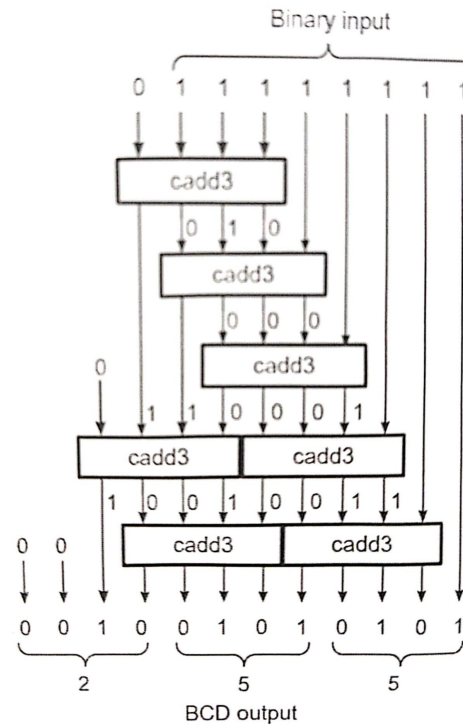 Binary input
0 1 1 1 1 1 1 1 1
cadd3
0 1 0
cadd3
0 0 0
cadd3
0
1 1 0 0 0 1
cadd3 cadd3
1 0 0 1 0 0 1 1
cadd3 cadd3
0 0
0 0 1 0 0 1 0 1 0 1 0 1
2 5 5
BCD output